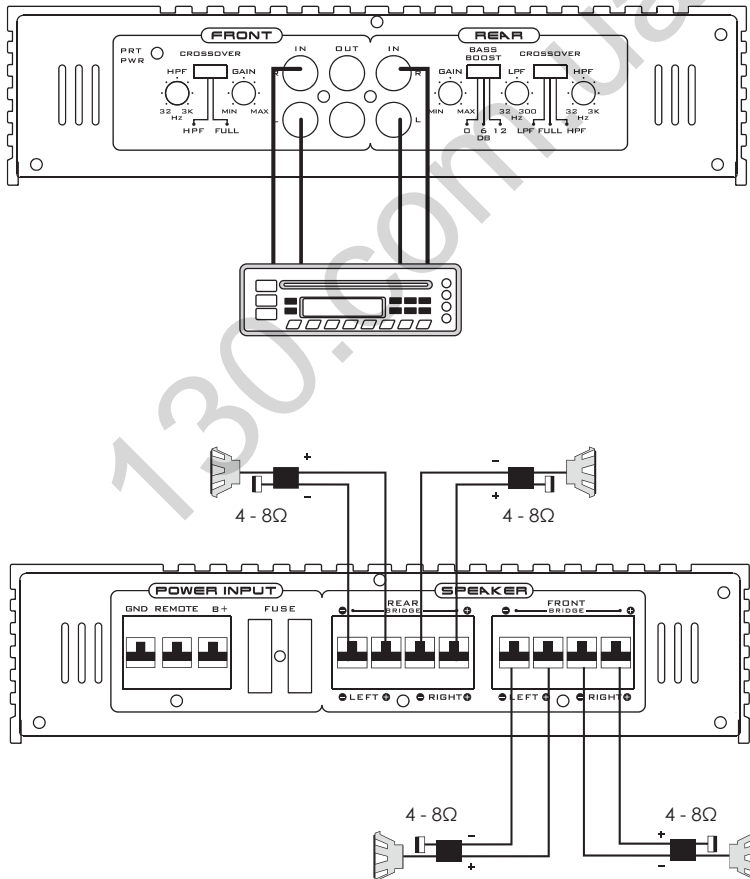 FRONT
REAR
PRT
PWR
CROSSOVER
IN
OUT
IN
BASS
BOOST
CROSSOVER
HPF
GAIN
R
R
GAIN
LPF
HPF
32
3K
Hz
MIN
MAX
L
L
MIN
MAX
32
300
Hz
32
3K
Hz
HPF
FULL
0 6 12
DB
LPF FULL HPF
+
-
-
+
4 - 8Ω
4 - 8Ω
POWER INPUT
SPEAKER
GND REMOTE B+
FUSE
- REAR +
BRIDGE
- FRONT +
BRIDGE
- LEFT +
- RIGHT +
- LEFT +
- RIGHT +
4 - 8Ω
4 - 8Ω
-
+
+
-
130.com.ua